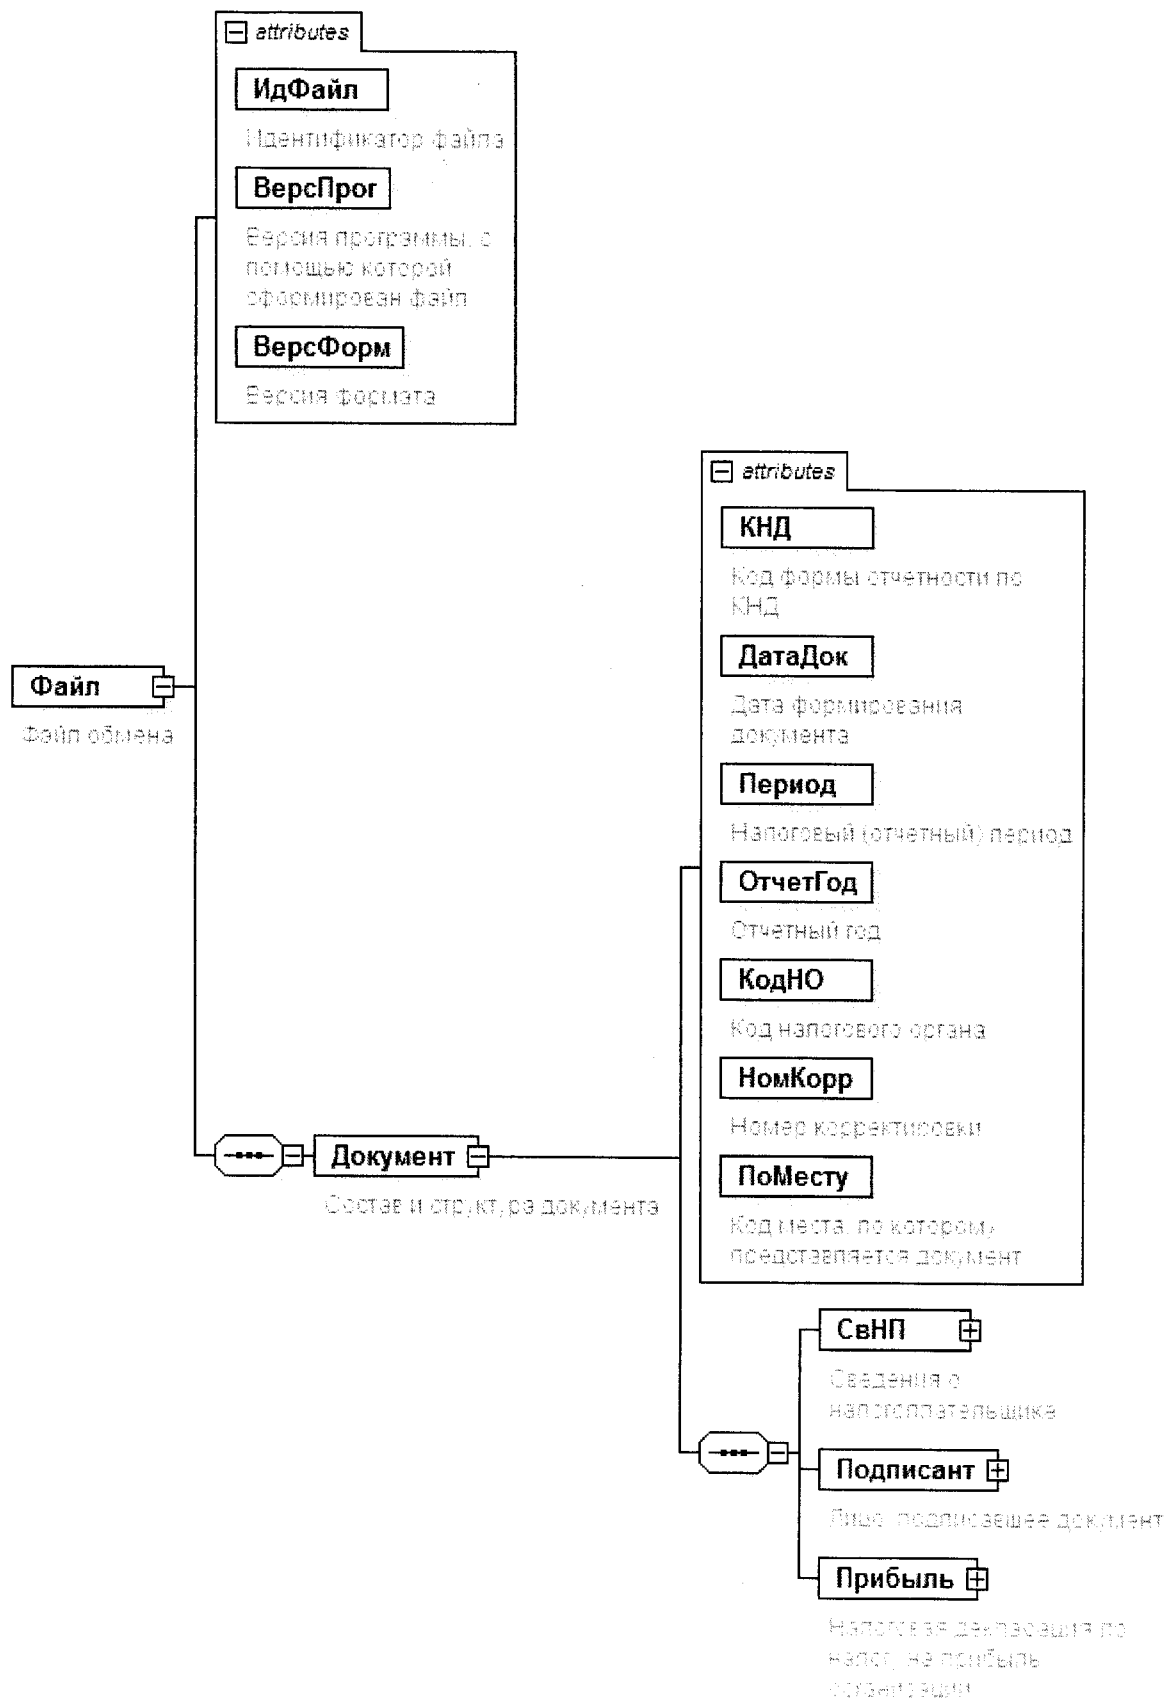 attributes
ИдФайл
Идентификатор файла
ВерсПрог
Версия программы, с
помощью которой
сформирован файл
ВерсФорм
Версия формата
attributes
КНД
Код формы отчетности по
КНД
ДатаДок
Дата формирования
документа
Период
Налоговый (отчетный) период
ОтчетГод
Отчетный год
КодНО
Код налогового органа
НомКорр
Номер корректировки
ПоМесту
Код места, по которому
представляется документ
Файл
Файл обмена
Документ
Состав и структура документа
СвНП
Сведения о
налогоплательщике
Подписант
Лицо, подписавшее документ
Прибыль
Налоговая декларация по
налогу на прибыль
организации